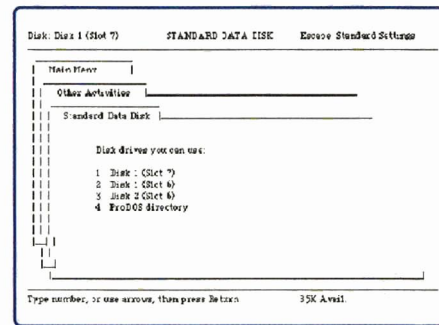 Disk: Disk 1 (Slot 7) STANDARD DATA DISK Escape: Standard Settings
Main Menu
Other Activities
Standard Data Disk
Disk drives you can use:
1 Disk 1 (Slot 7)
2 Disk 1 (Slot 6)
3 Disk 2 (Slot 6)
4 ProDOS directory
Type number, or use arrows, then press Return 35K Avail.